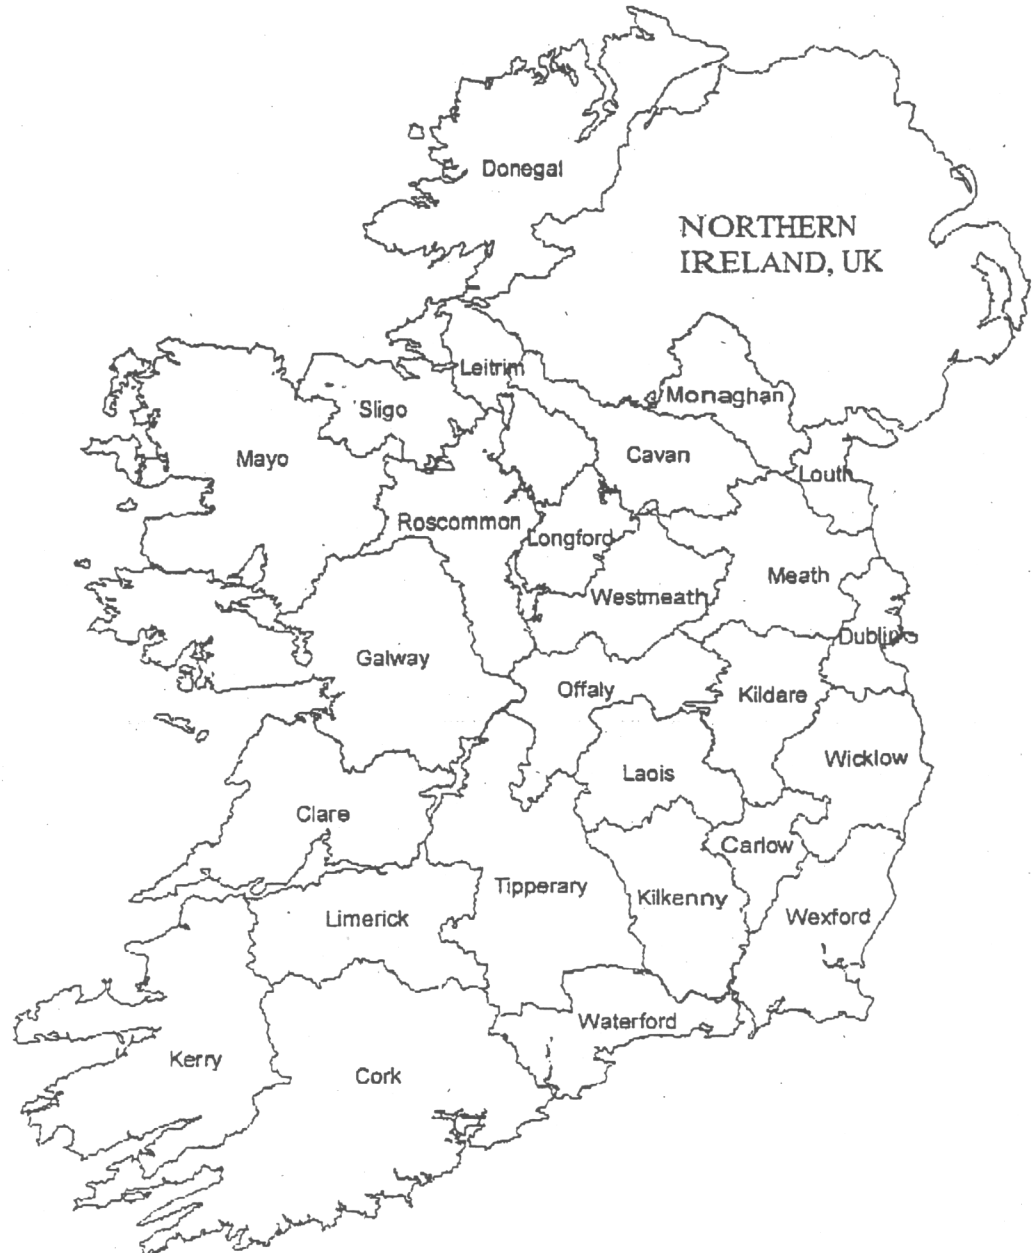 Donegal
NORTHERN
IRELAND, UK
Leitrim
Monaghan
Sligo
Cavan
Mayo
Louth
Roscommon
Longford
Meath
Westmeath
Dublin
Galway
Offaly
Kildare
Wicklow
Laois
Clare
Carlow
Tipperary
Kilkenny
Limerick
Wexford
Waterford
Kerry
Cork